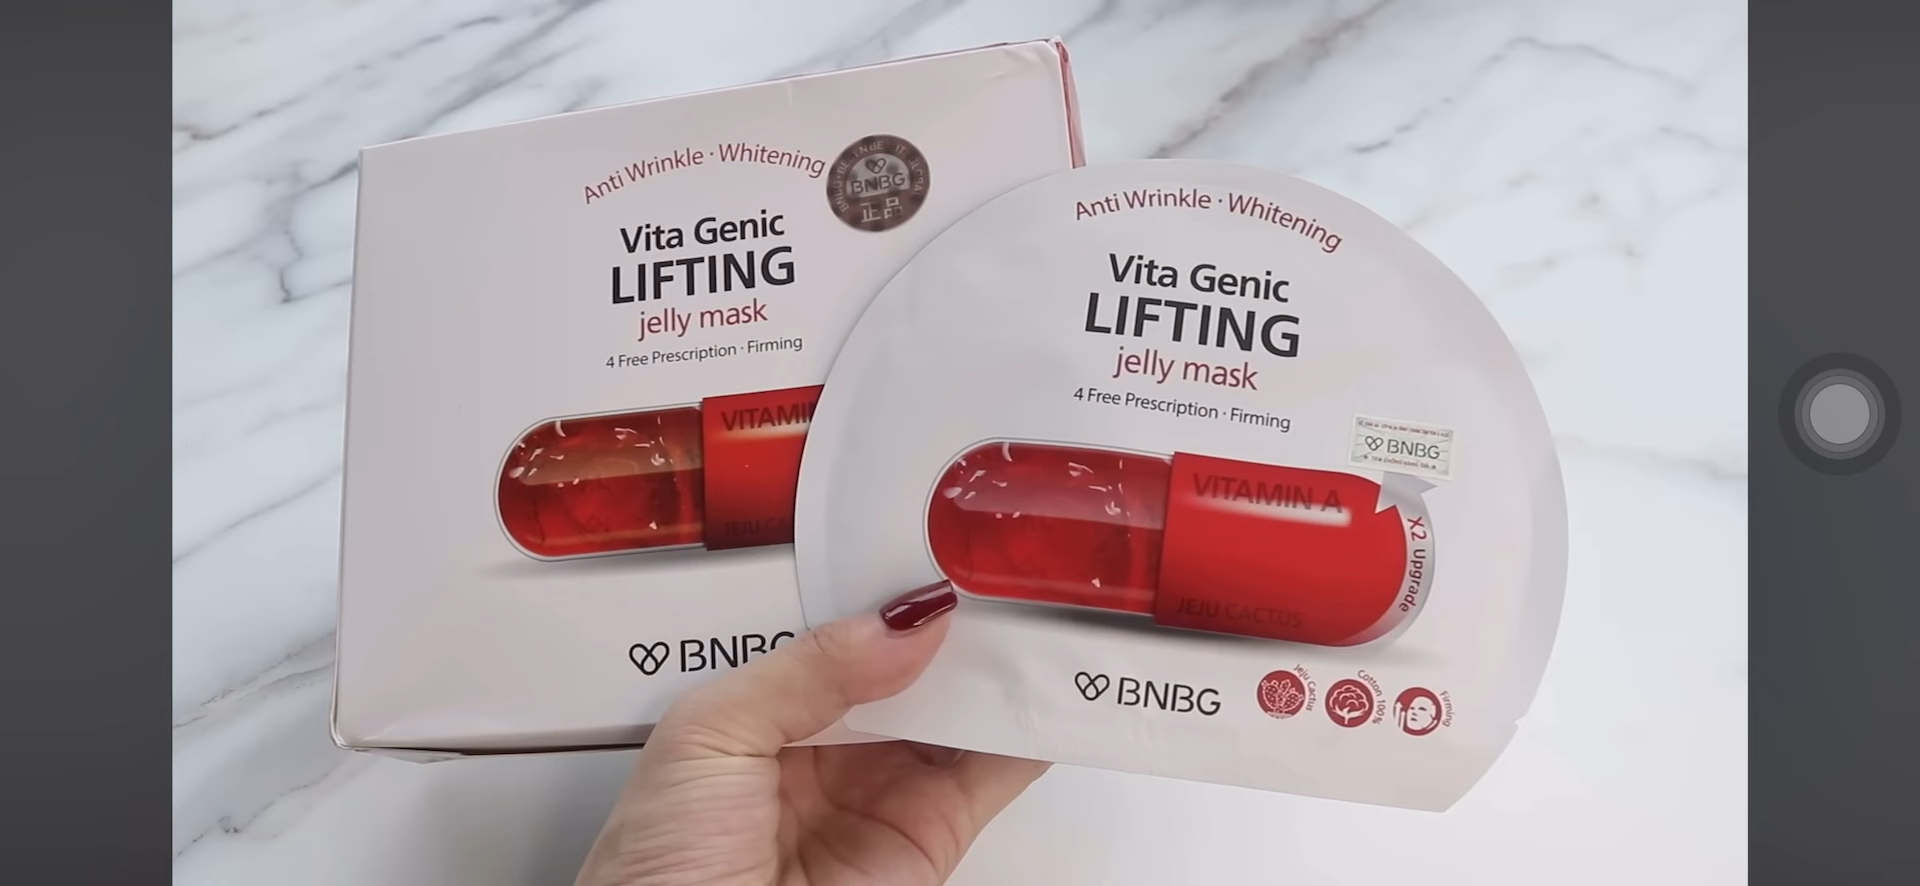 Anti Wrinkle · Whitening
Vita Genic
LIFTING
jelly mask
4 Free Prescription · Firming
BNBG
正品
Anti Wrinkle · Whitening
Vita Genic
LIFTING
jelly mask
4 Free Prescription · Firming
BNBG
VITAMIN A
X2 Upgrade
JEJU CACTUS
BNBG
Jeju Cactus
Cotton 100%
Firming